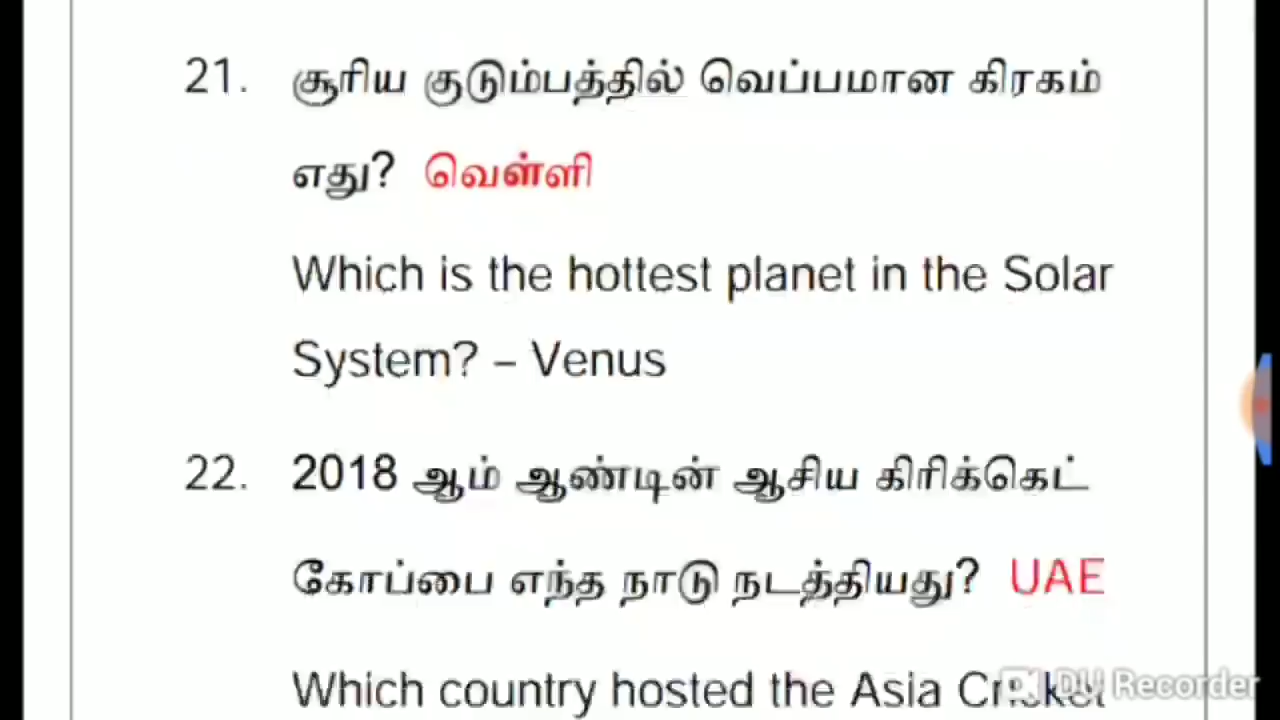 21. சூரிய குடும்பத்தில் வெப்பமான கிரகம்
எது? வெள்ளி
Which is the hottest planet in the Solar
System? – Venus
22. 2018 ஆம் ஆண்டின் ஆசிய கிரிக்கெட்
கோப்பை எந்த நாடு நடத்தியது? UAE
Which country hosted the Asia Cricket
DU Recorder